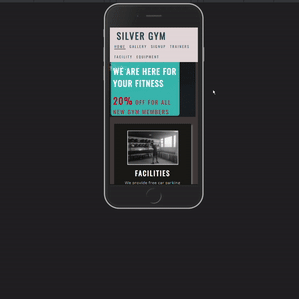 SILVER GYM
HOME GALLERY SIGNUP TRAINERS
FACILITY EQUIPMENT
WE ARE HERE FOR
YOUR FITNESS
20% OFF FOR ALL
NEW GYM MEMBERS
FACILITIES
We provide free car parking